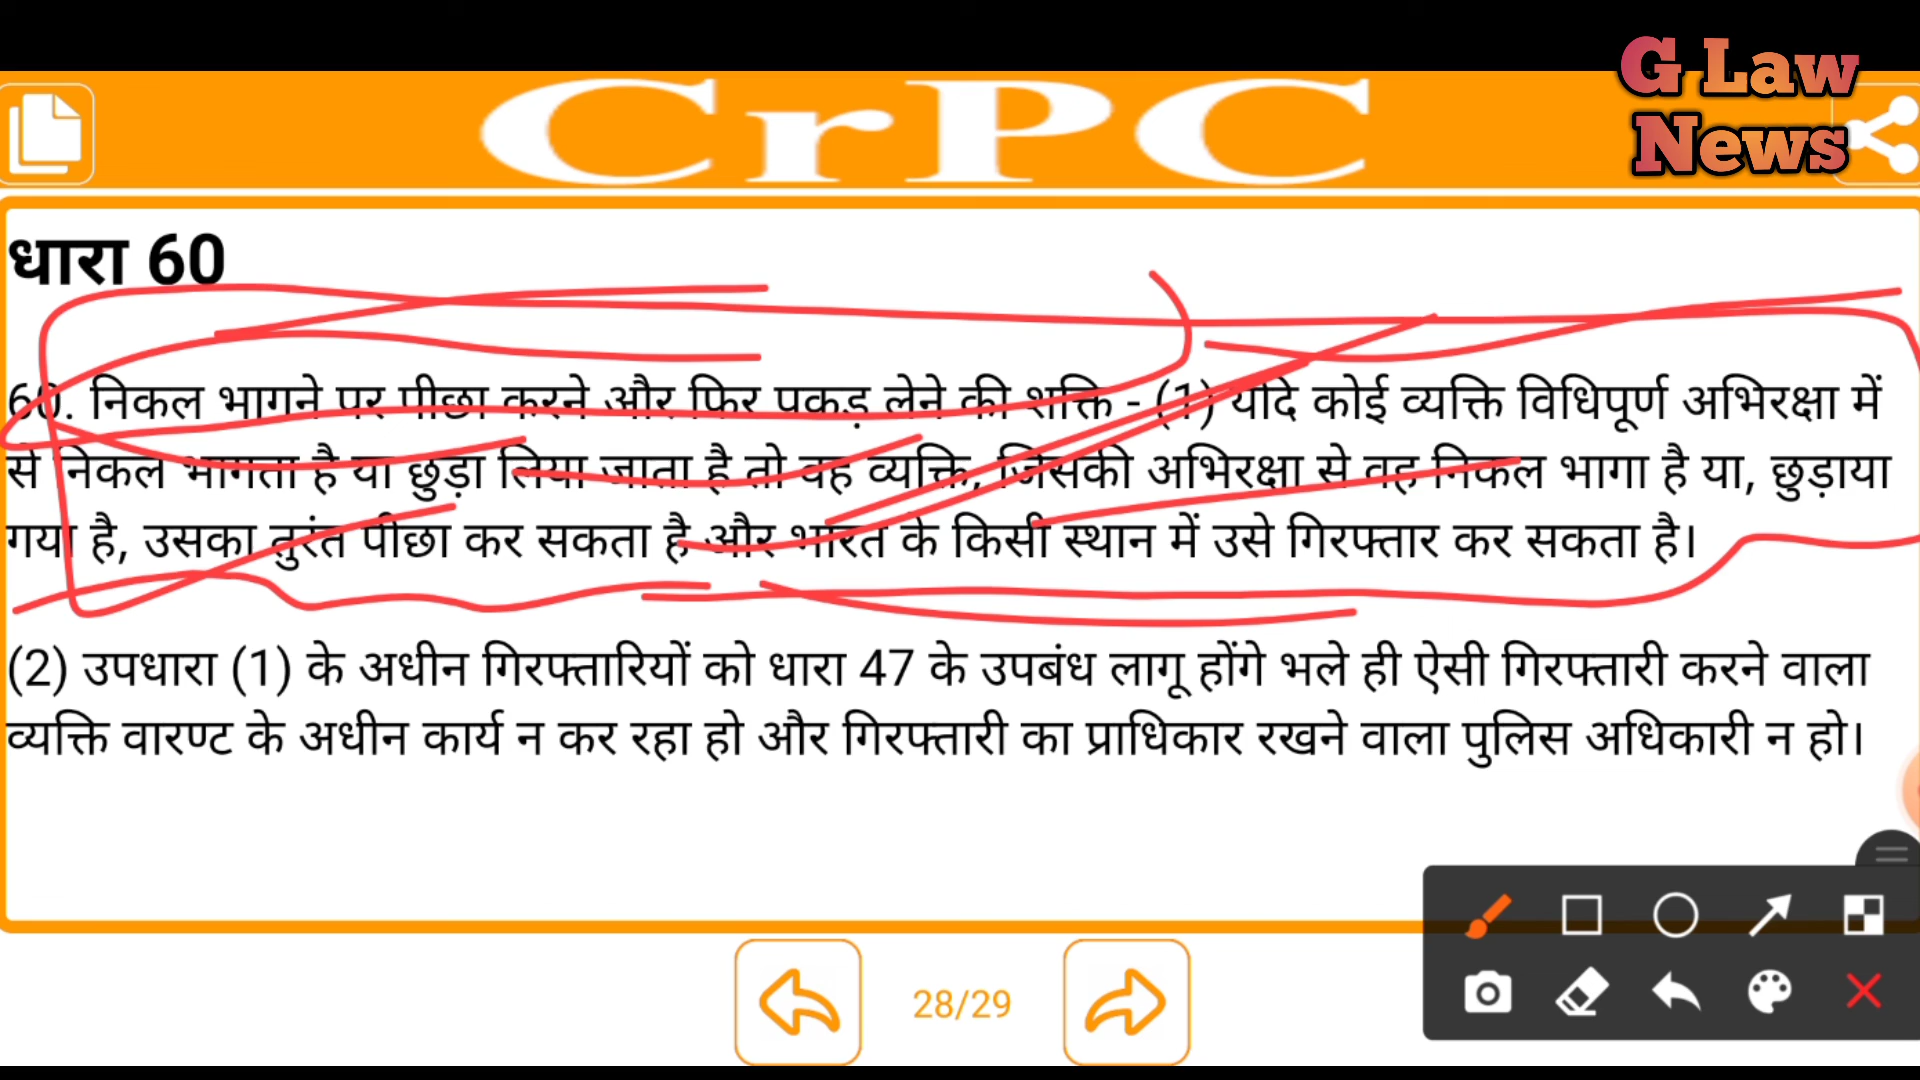 G Law
News
CrPC
धारा 60
60. निकल भागने पर पीछा करने और फिर पकड़ लेने की शक्ति - (1) यदि कोई व्यक्ति विधिपूर्ण अभिरक्षा में
से निकल भागता है या छुड़ा लिया जाता है तो वह व्यक्ति, जिसकी अभिरक्षा से वह निकल भागा है या, छुड़ाया
गया है, उसका तुरंत पीछा कर सकता है और भारत के किसी स्थान में उसे गिरफ्तार कर सकता है।
(2) उपधारा (1) के अधीन गिरफ्तारियों को धारा 47 के उपबंध लागू होंगे भले ही ऐसी गिरफ्तारी करने वाला
व्यक्ति वारण्ट के अधीन कार्य न कर रहा हो और गिरफ्तारी का प्राधिकार रखने वाला पुलिस अधिकारी न हो।
28/29